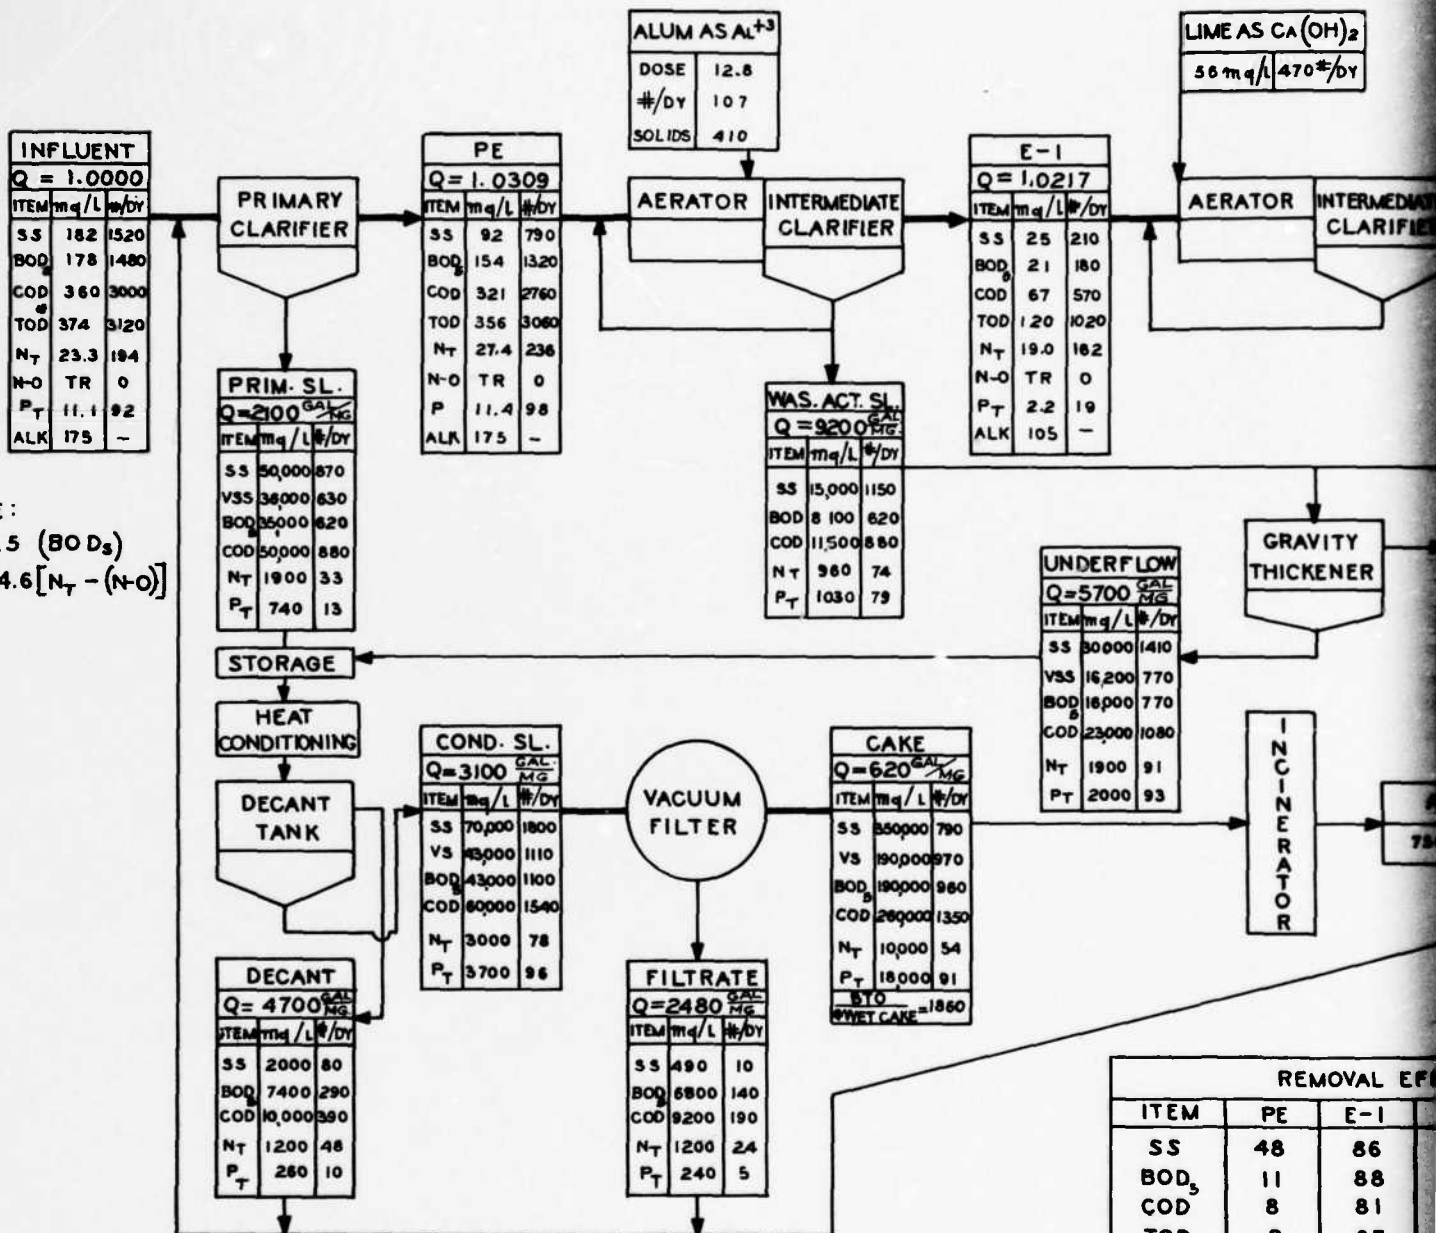 ALUM AS AL+3
DOSE 12.8
#/DY 107
SOLIDS 410
LIME AS CA(OH)2
56 mg/L 470 #/DY
INFLUENT
Q = 1.0000
ITEM mg/L #/DY
SS 182 1520
BOD5 178 1480
COD 360 3000
TOD 374 3120
NT 23.3 194
N-O TR 0
PT 11.1 92
ALK 175 -
PRIMARY
CLARIFIER
PE
Q = 1.0309
ITEM mg/L #/DY
SS 92 790
BOD5 154 1320
COD 321 2760
TOD 356 3060
NT 27.4 236
N-O TR 0
P 11.4 98
ALK 175 -
AERATOR
INTERMEDIATE
CLARIFIER
E-1
Q = 1.0217
ITEM mg/L #/DY
SS 25 210
BOD5 21 180
COD 67 570
TOD 120 1020
NT 19.0 162
N-O TR 0
PT 2.2 19
ALK 105 -
AERATOR
INTERMEDIATE
CLARIFIER
PRIM. SL.
Q=2100 GAL/MG
ITEM mg/L #/DY
SS 50,000 870
VSS 36,000 630
BOD5 35000 620
COD 50,000 880
NT 1900 33
PT 740 13
:
5 (BOD5)
4.6[NT - (N-O)]
WAS. ACT. SL.
Q = 9200 GAL/MG.
ITEM mg/L #/DY
SS 15,000 1150
BOD 8 100 620
COD 11,500 880
NT 960 74
PT 1030 79
GRAVITY
THICKENER
UNDERFLOW
Q=5700 GAL/MG
ITEM mg/L #/DY
SS 30000 1410
VSS 16,200 770
BOD5 16,000 770
COD 23,000 1080
NT 1900 91
PT 2000 93
STORAGE
HEAT
CONDITIONING
DECANT
TANK
COND. SL.
Q=3100 GAL./MG
ITEM mg/L #/DY
SS 70,000 1800
VS 43,000 1110
BOD5 43,000 1100
COD 60,000 1540
NT 3000 78
PT 3700 96
VACUUM
FILTER
CAKE
Q=620 GAL/MG
ITEM mg/L #/DY
SS 350,000 790
VS 190,000 970
BOD5 190,000 960
COD 260,000 1350
NT 10,000 54
PT 18,000 91
BTO/#WET CAKE =1860
INCINERATOR
DECANT
Q= 4700 GAL/MG
ITEM mg/L #/DY
SS 2000 80
BOD5 7400 290
COD 10,000 390
NT 1200 48
PT 260 10
FILTRATE
Q=2480 GAL/MG
ITEM mg/L #/DY
SS 490 10
BOD5 6800 140
COD 9200 190
NT 1200 24
PT 240 5
REMOVAL
ITEM PE E-1
SS 48 86
BOD5 11 88
COD 8 81